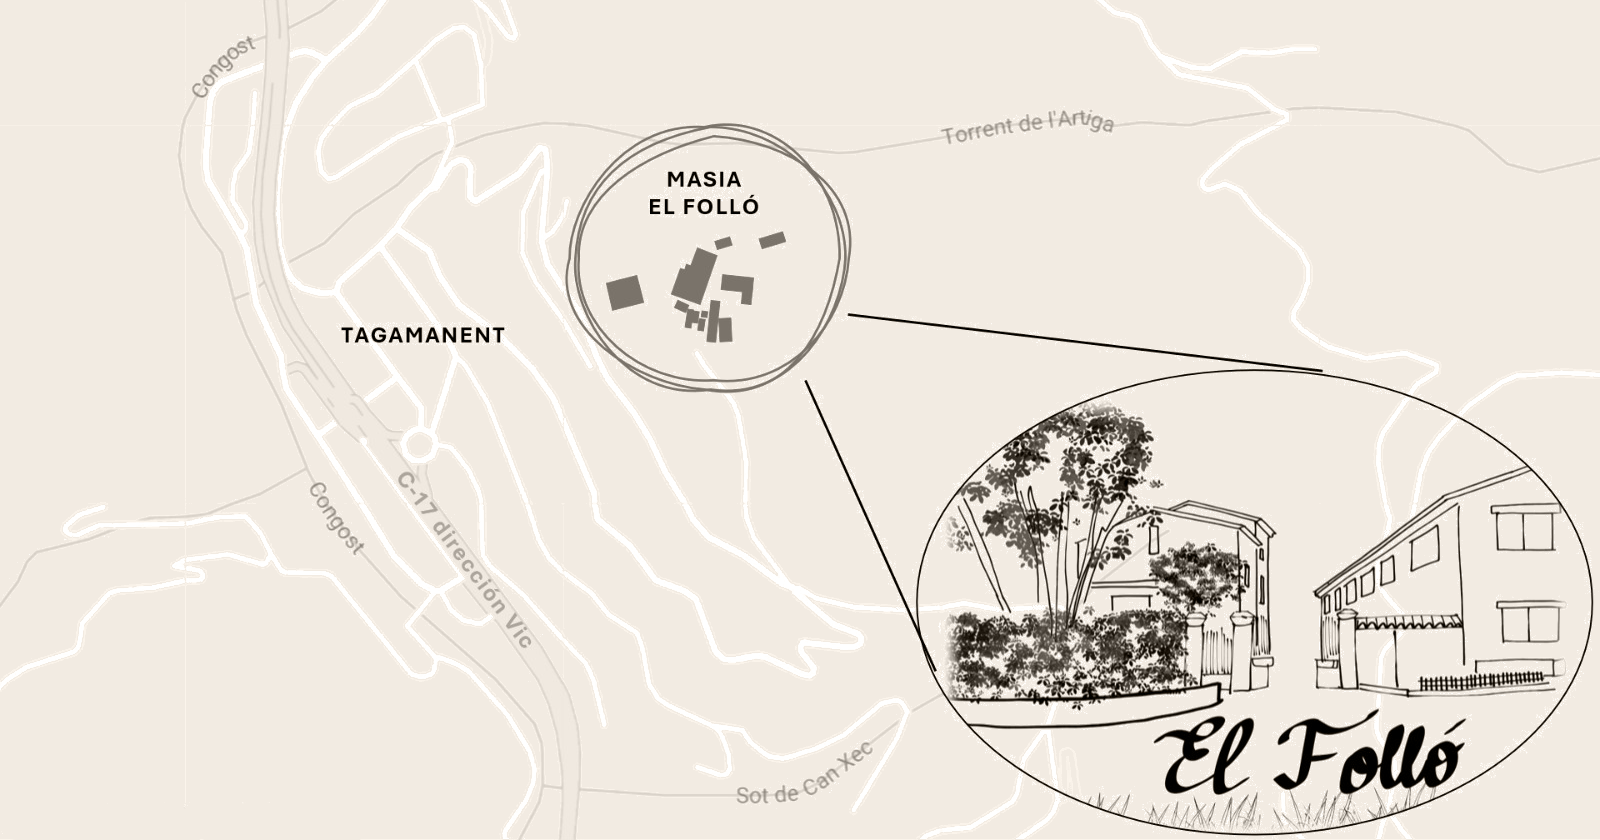 Congost
Torrent de l'Artiga
MASIA
EL FOLLÓ
TAGAMANENT
C-17 dirección Vic
Congost
Sot de Can Xec
El Folló